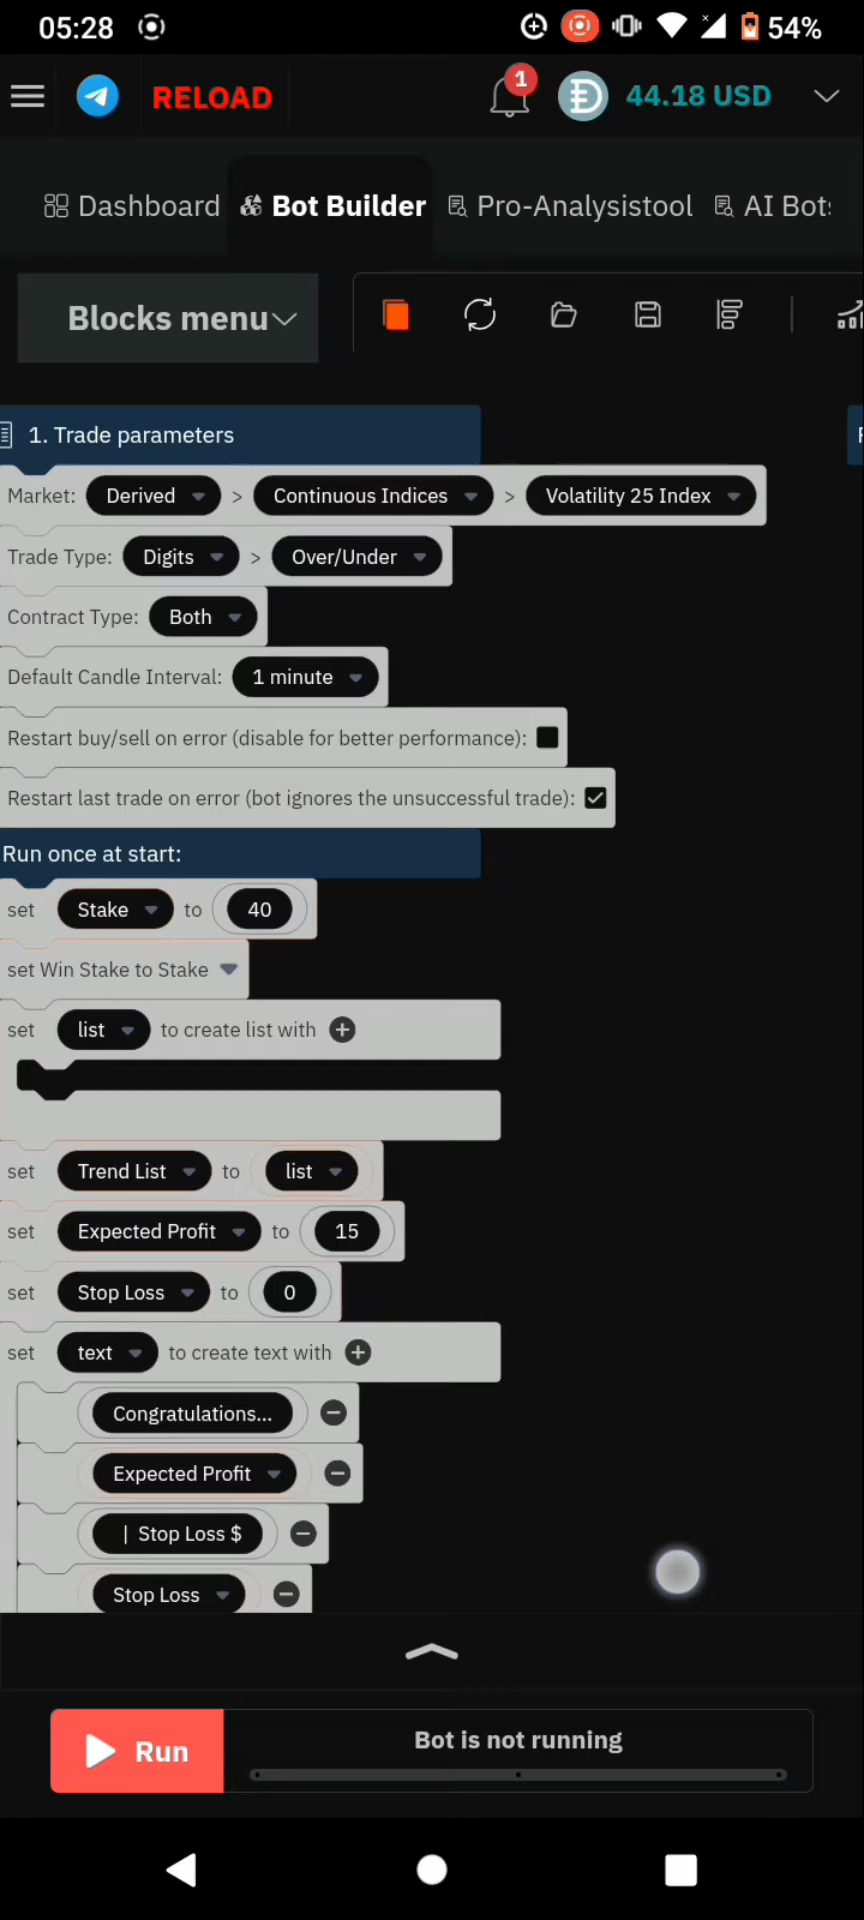 05:28 54%
RELOAD 1 44.18 USD
Dashboard Bot Builder Pro-Analysistool AI Bots
Blocks menu
1. Trade parameters
Market: Derived > Continuous Indices > Volatility 25 Index
Trade Type: Digits > Over/Under
Contract Type: Both
Default Candle Interval: 1 minute
Restart buy/sell on error (disable for better performance):
Restart last trade on error (bot ignores the unsuccessful trade):
Run once at start:
set Stake to 40
set Win Stake to Stake
set list to create list with
set Trend List to list
set Expected Profit to 15
set Stop Loss to 0
set text to create text with
Congratulations...
Expected Profit
| Stop Loss $
Stop Loss
Run Bot is not running